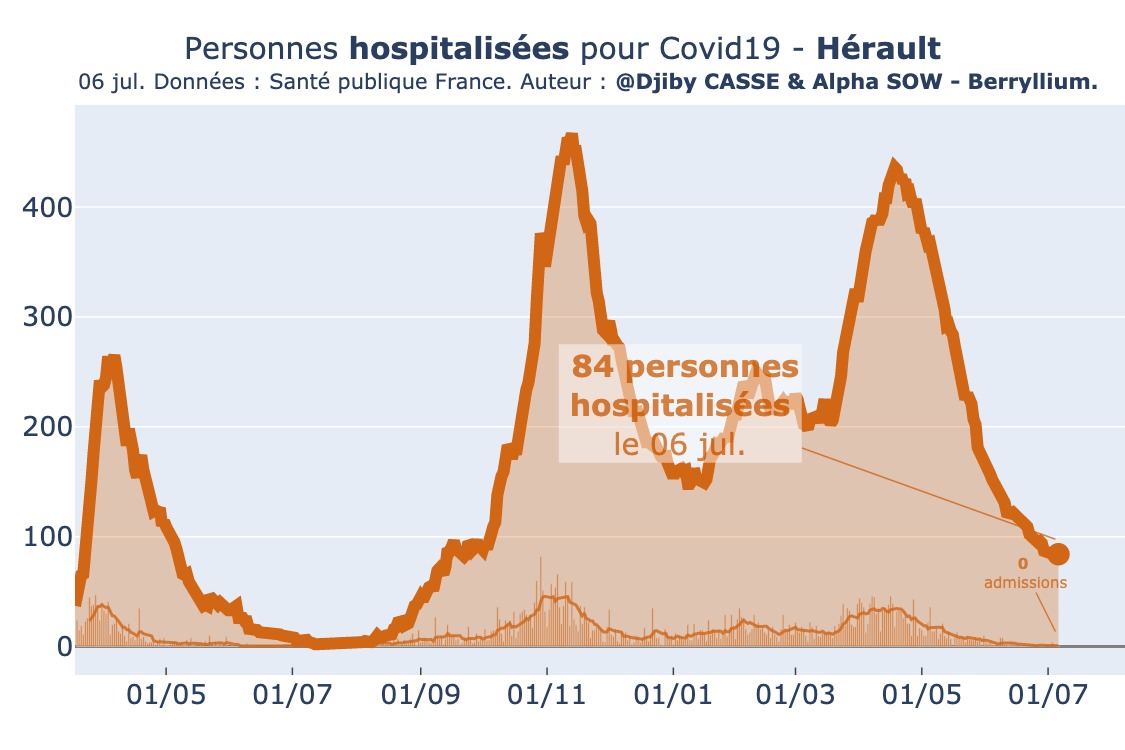 Personnes hospitalisées pour Covid19 - Hérault
06 jul. Données : Santé publique France. Auteur : @Djiby CASSE & Alpha SOW - Berryllium.
400
300
200
100
0
84 personnes
hospitalisées
le 06 jul.
0
admissions
01/05
01/07
01/09
01/11
01/01
01/03
01/05
01/07